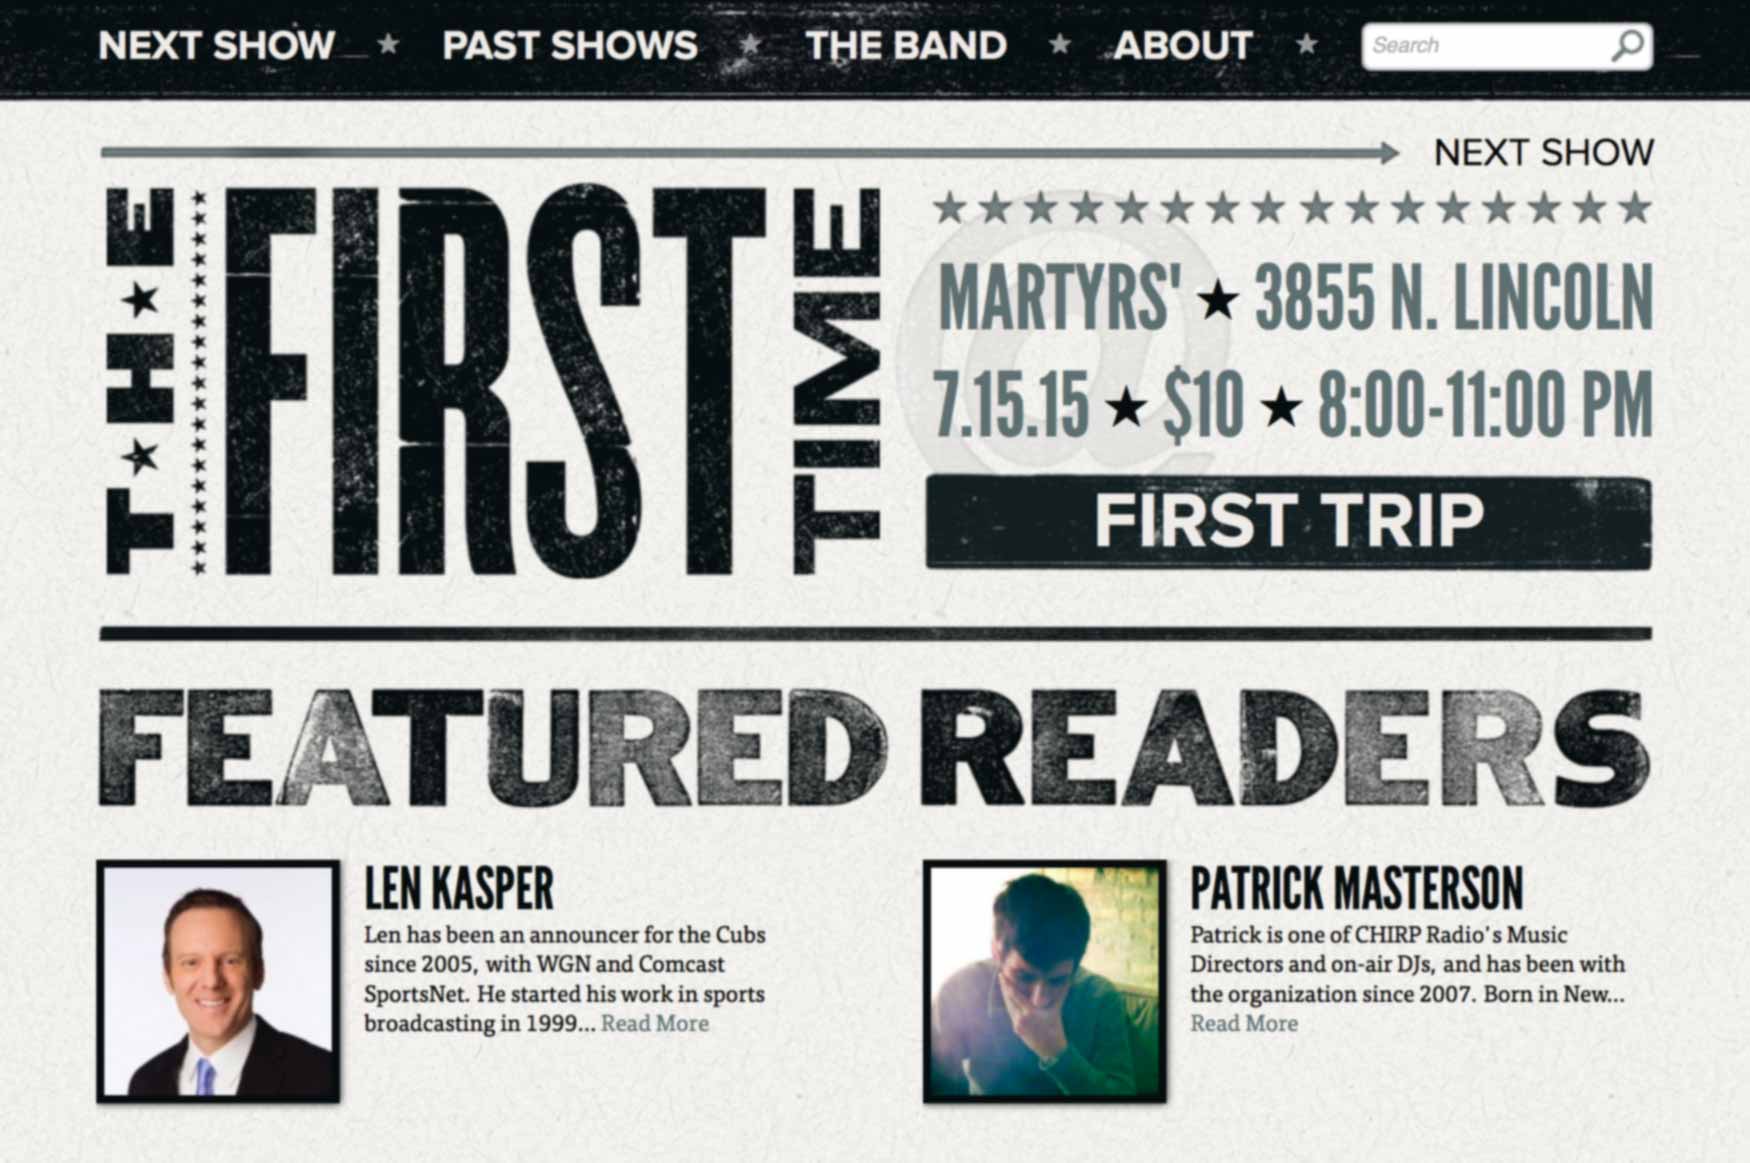 NEXT SHOW ★ PAST SHOWS ★ THE BAND ★ ABOUT ★ Search
NEXT SHOW
T★H★E FIRST TIME
@
MARTYRS' ★ 3855 N. LINCOLN
7.15.15 ★ $10 ★ 8:00-11:00 PM
FIRST TRIP
FEATURED READERS
LEN KASPER
Len has been an announcer for the Cubs
since 2005, with WGN and Comcast
SportsNet. He started his work in sports
broadcasting in 1999... Read More
PATRICK MASTERSON
Patrick is one of CHIRP Radio's Music
Directors and on-air DJs, and has been with
the organization since 2007. Born in New...
Read More